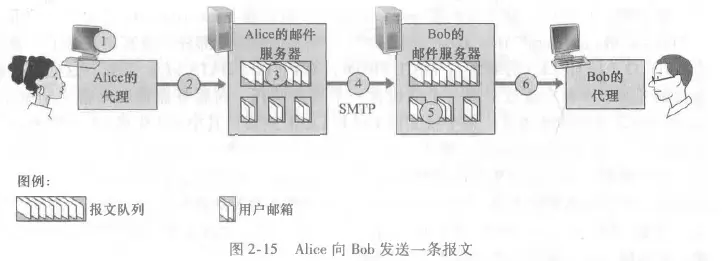 Alice的邮件
服务器
Bob的
邮件服务器
①
Alice的
代理
②
③
④
SMTP
⑤
⑥
Bob的
代理
图例：
报文队列
用户邮箱
图 2-15 Alice 向 Bob 发送一条报文